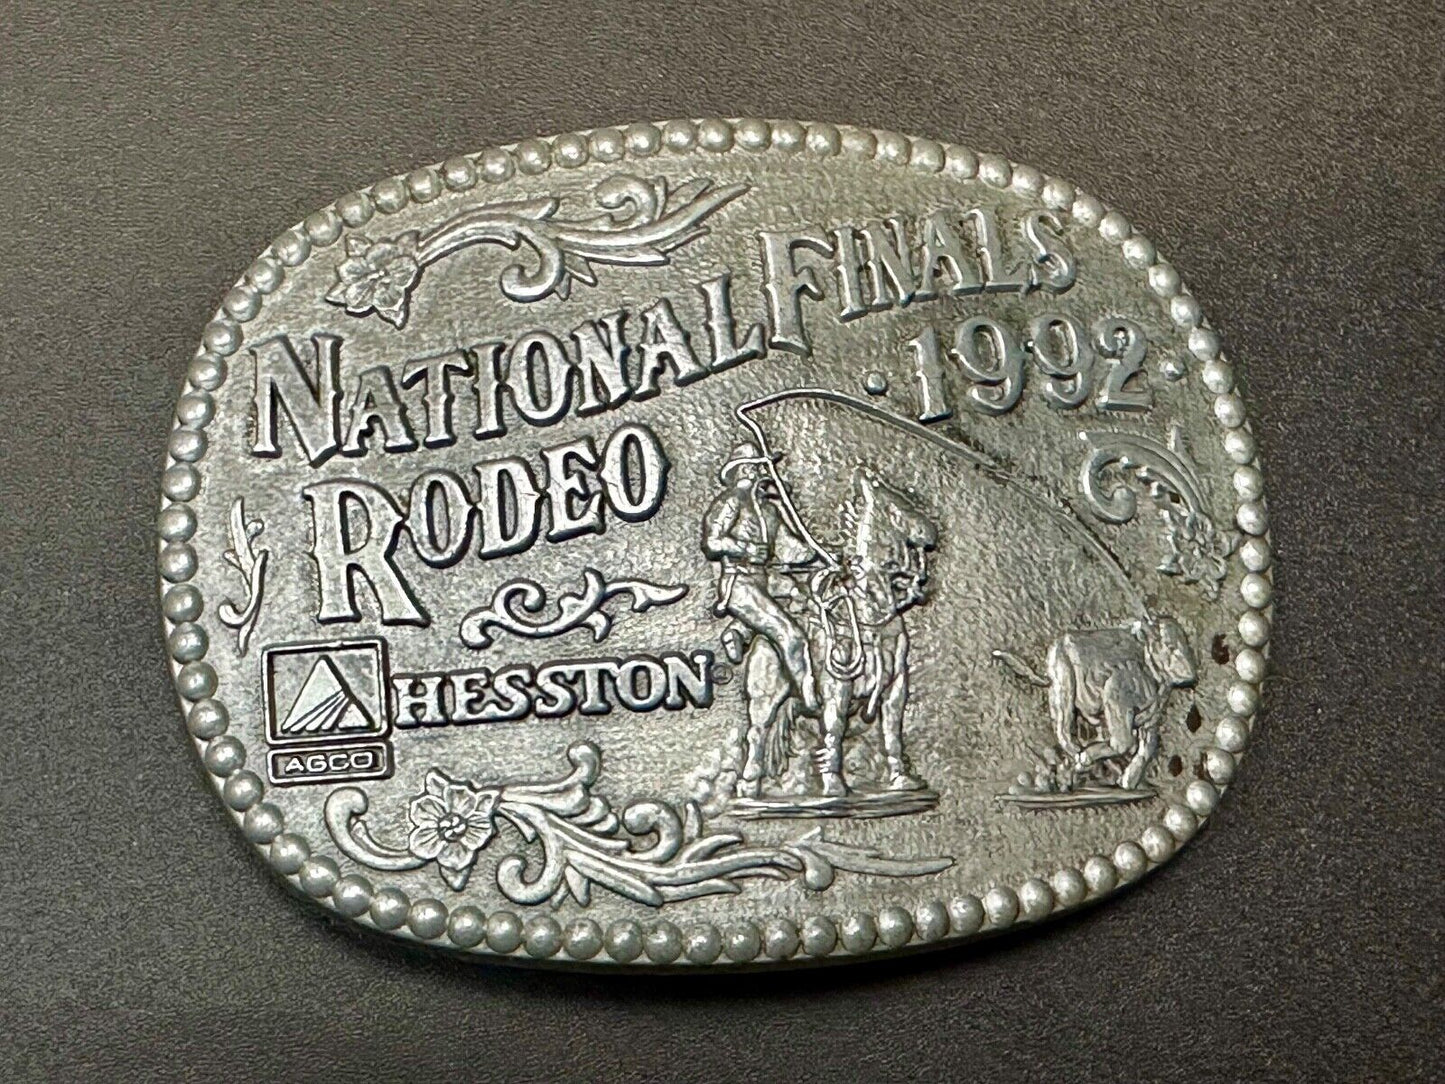 NATIONAL FINALS
RODEO
• 1992 •
HESSTON®
AGCO